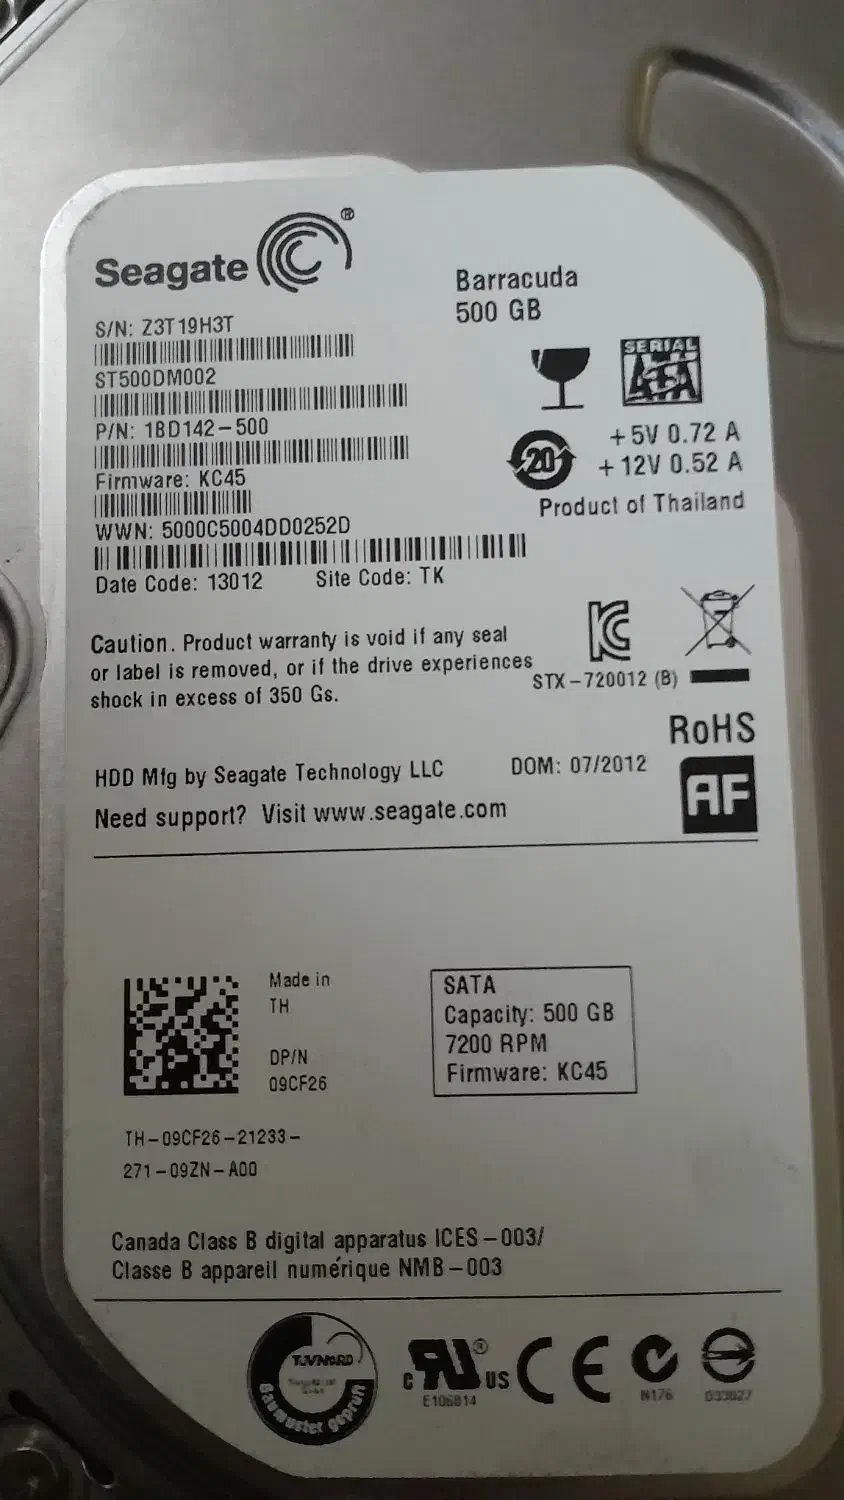 Seagate ®
Barracuda
500 GB
S/N: Z3T19H3T
ST500DM002
P/N: 1BD142-500
Firmware: KC45
WWN: 5000C5004DD0252D
Date Code: 13012 Site Code: TK
SERIAL
SATA
+5V 0.72 A
20
+12V 0.52 A
Product of Thailand
Caution. Product warranty is void if any seal
or label is removed, or if the drive experiences
shock in excess of 350 Gs.
STX-720012 (B)
RoHS
HDD Mfg by Seagate Technology LLC DOM: 07/2012
AF
Need support? Visit www.seagate.com
Made in
TH
DP/N
09CF26
SATA
Capacity: 500 GB
7200 RPM
Firmware: KC45
TH-09CF26-21233-
271-09ZN-A00
Canada Class B digital apparatus ICES-003/
Classe B appareil numérique NMB-003
TÜV NORD
Baumuster geprüft
c RU ® US
E106814
CE
N176
D33027